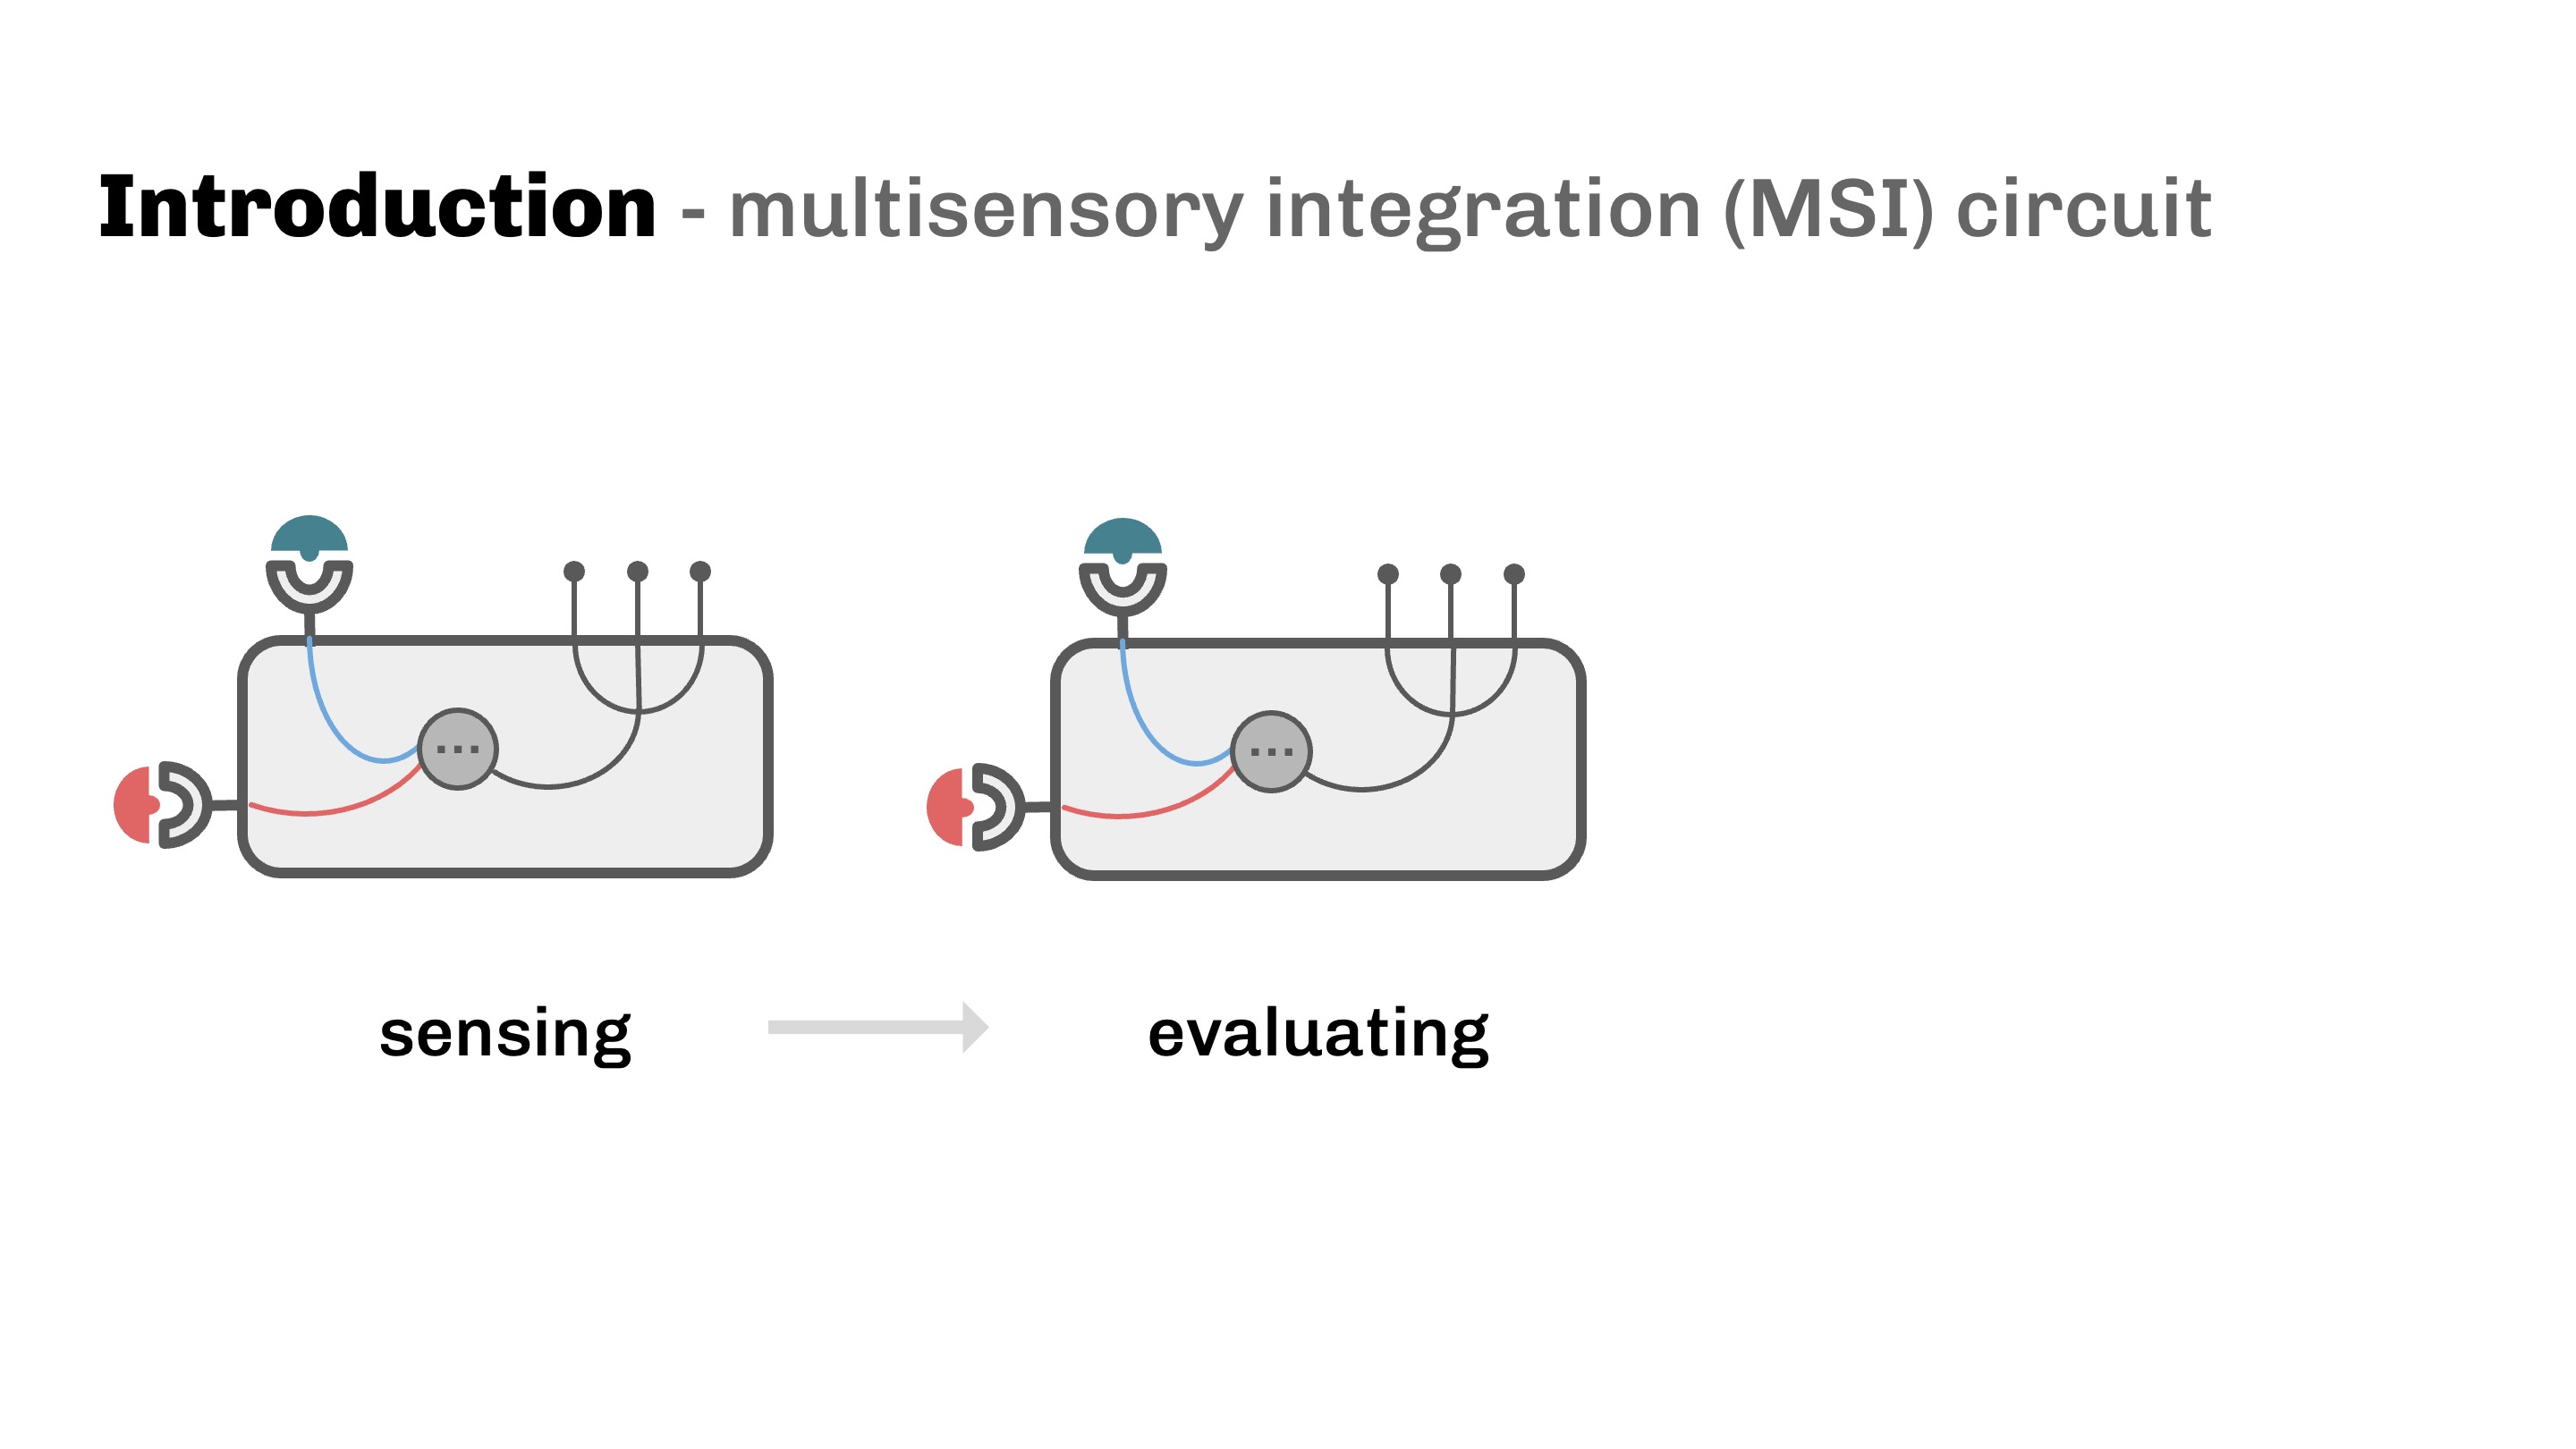 Introduction - multisensory integration (MSI) circuit
...
...
sensing
evaluating